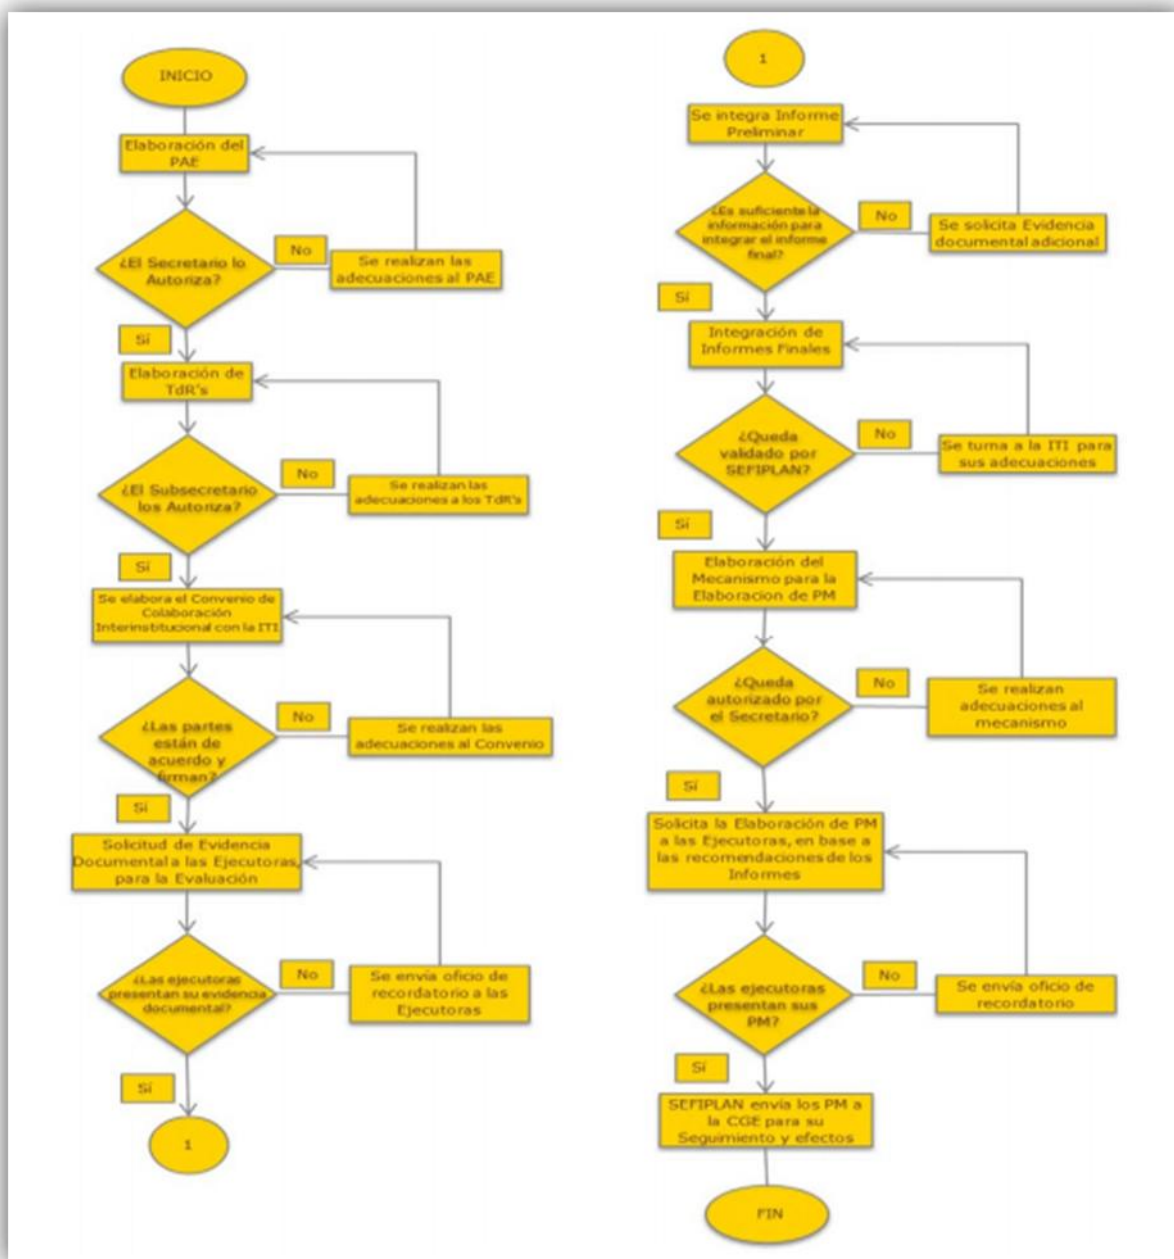 INICIO
Elaboración del
PAE
¿El Secretario lo
Autoriza?
No
Se realizan las
adecuaciones al PAE
Sí
Elaboración de
TdR's
¿El Subsecretario
los Autoriza?
No
Se realizan las
adecuaciones a los TdR's
Sí
Se elabora el Convenio de
Colaboración
Interinstitucional con la ITI
¿Las partes
están de
acuerdo y
firman?
No
Se realizan las
adecuaciones al Convenio
Sí
Solicitud de Evidencia
Documental a las Ejecutoras,
para la Evaluación
¿Las ejecutoras
presentan su evidencia
documental?
No
Se envía oficio de
recordatorio a las
Ejecutoras
Sí
1
1
Se integra Informe
Preliminar
¿Es suficiente la
información para
integrar el informe
final?
No
Se solicita Evidencia
documental adicional
Sí
Integración de
Informes Finales
¿Queda
validado por
SEFIPLAN?
No
Se turna a la ITI para
sus adecuaciones
Sí
Elaboración del
Mecanismo para la
Elaboracion de PM
¿Queda
autorizado por
el Secretario?
No
Se realizan
adecuaciones al
mecanismo
Sí
Solicita la Elaboración de PM
a las Ejecutoras, en base a
las recomendaciones de los
Informes
¿Las ejecutoras
presentan sus
PM?
No
Se envía oficio de
recordatorio
Sí
SEFIPLAN envía los PM a
la CGE para su
Seguimiento y efectos
FIN